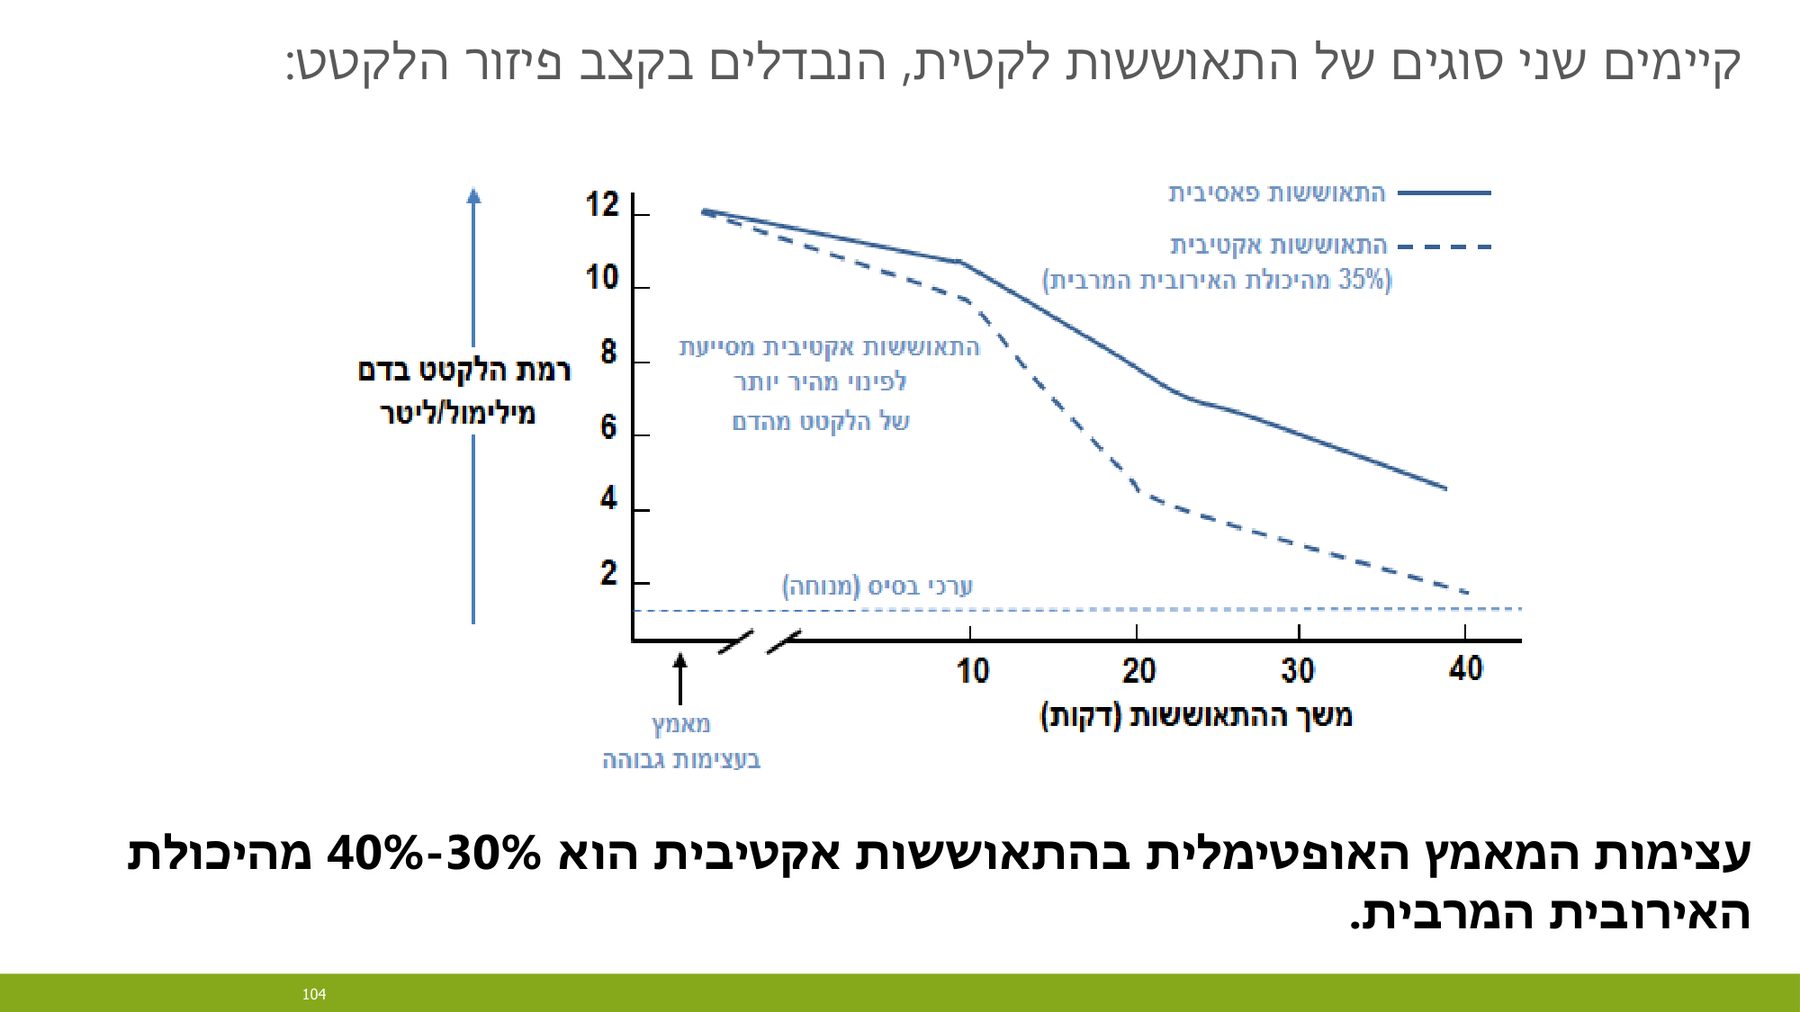 קיימים שני סוגים של התאוששות לקטית, הנבדלים בקצב פיזור הלקטט:
התאוששות פאסיבית
התאוששות אקטיבית
(35% מהיכולת האירובית המרבית)
12
10
8
6
4
2
רמת הלקטט בדם
מילימול/ליטר
התאוששות אקטיבית מסייעת
לפינוי מהיר יותר
של הלקטט מהדם
ערכי בסיס (מנוחה)
10 20 30 40
משך ההתאוששות (דקות)
מאמץ
בעצימות גבוהה
עצימות המאמץ האופטימלית בהתאוששות אקטיבית הוא 30%-40% מהיכולת
האירובית המרבית.
104